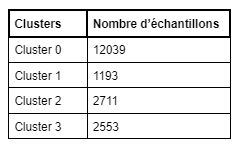 Clusters Nombre d’échantillons
Cluster 0 12039
Cluster 1 1193
Cluster 2 2711
Cluster 3 2553